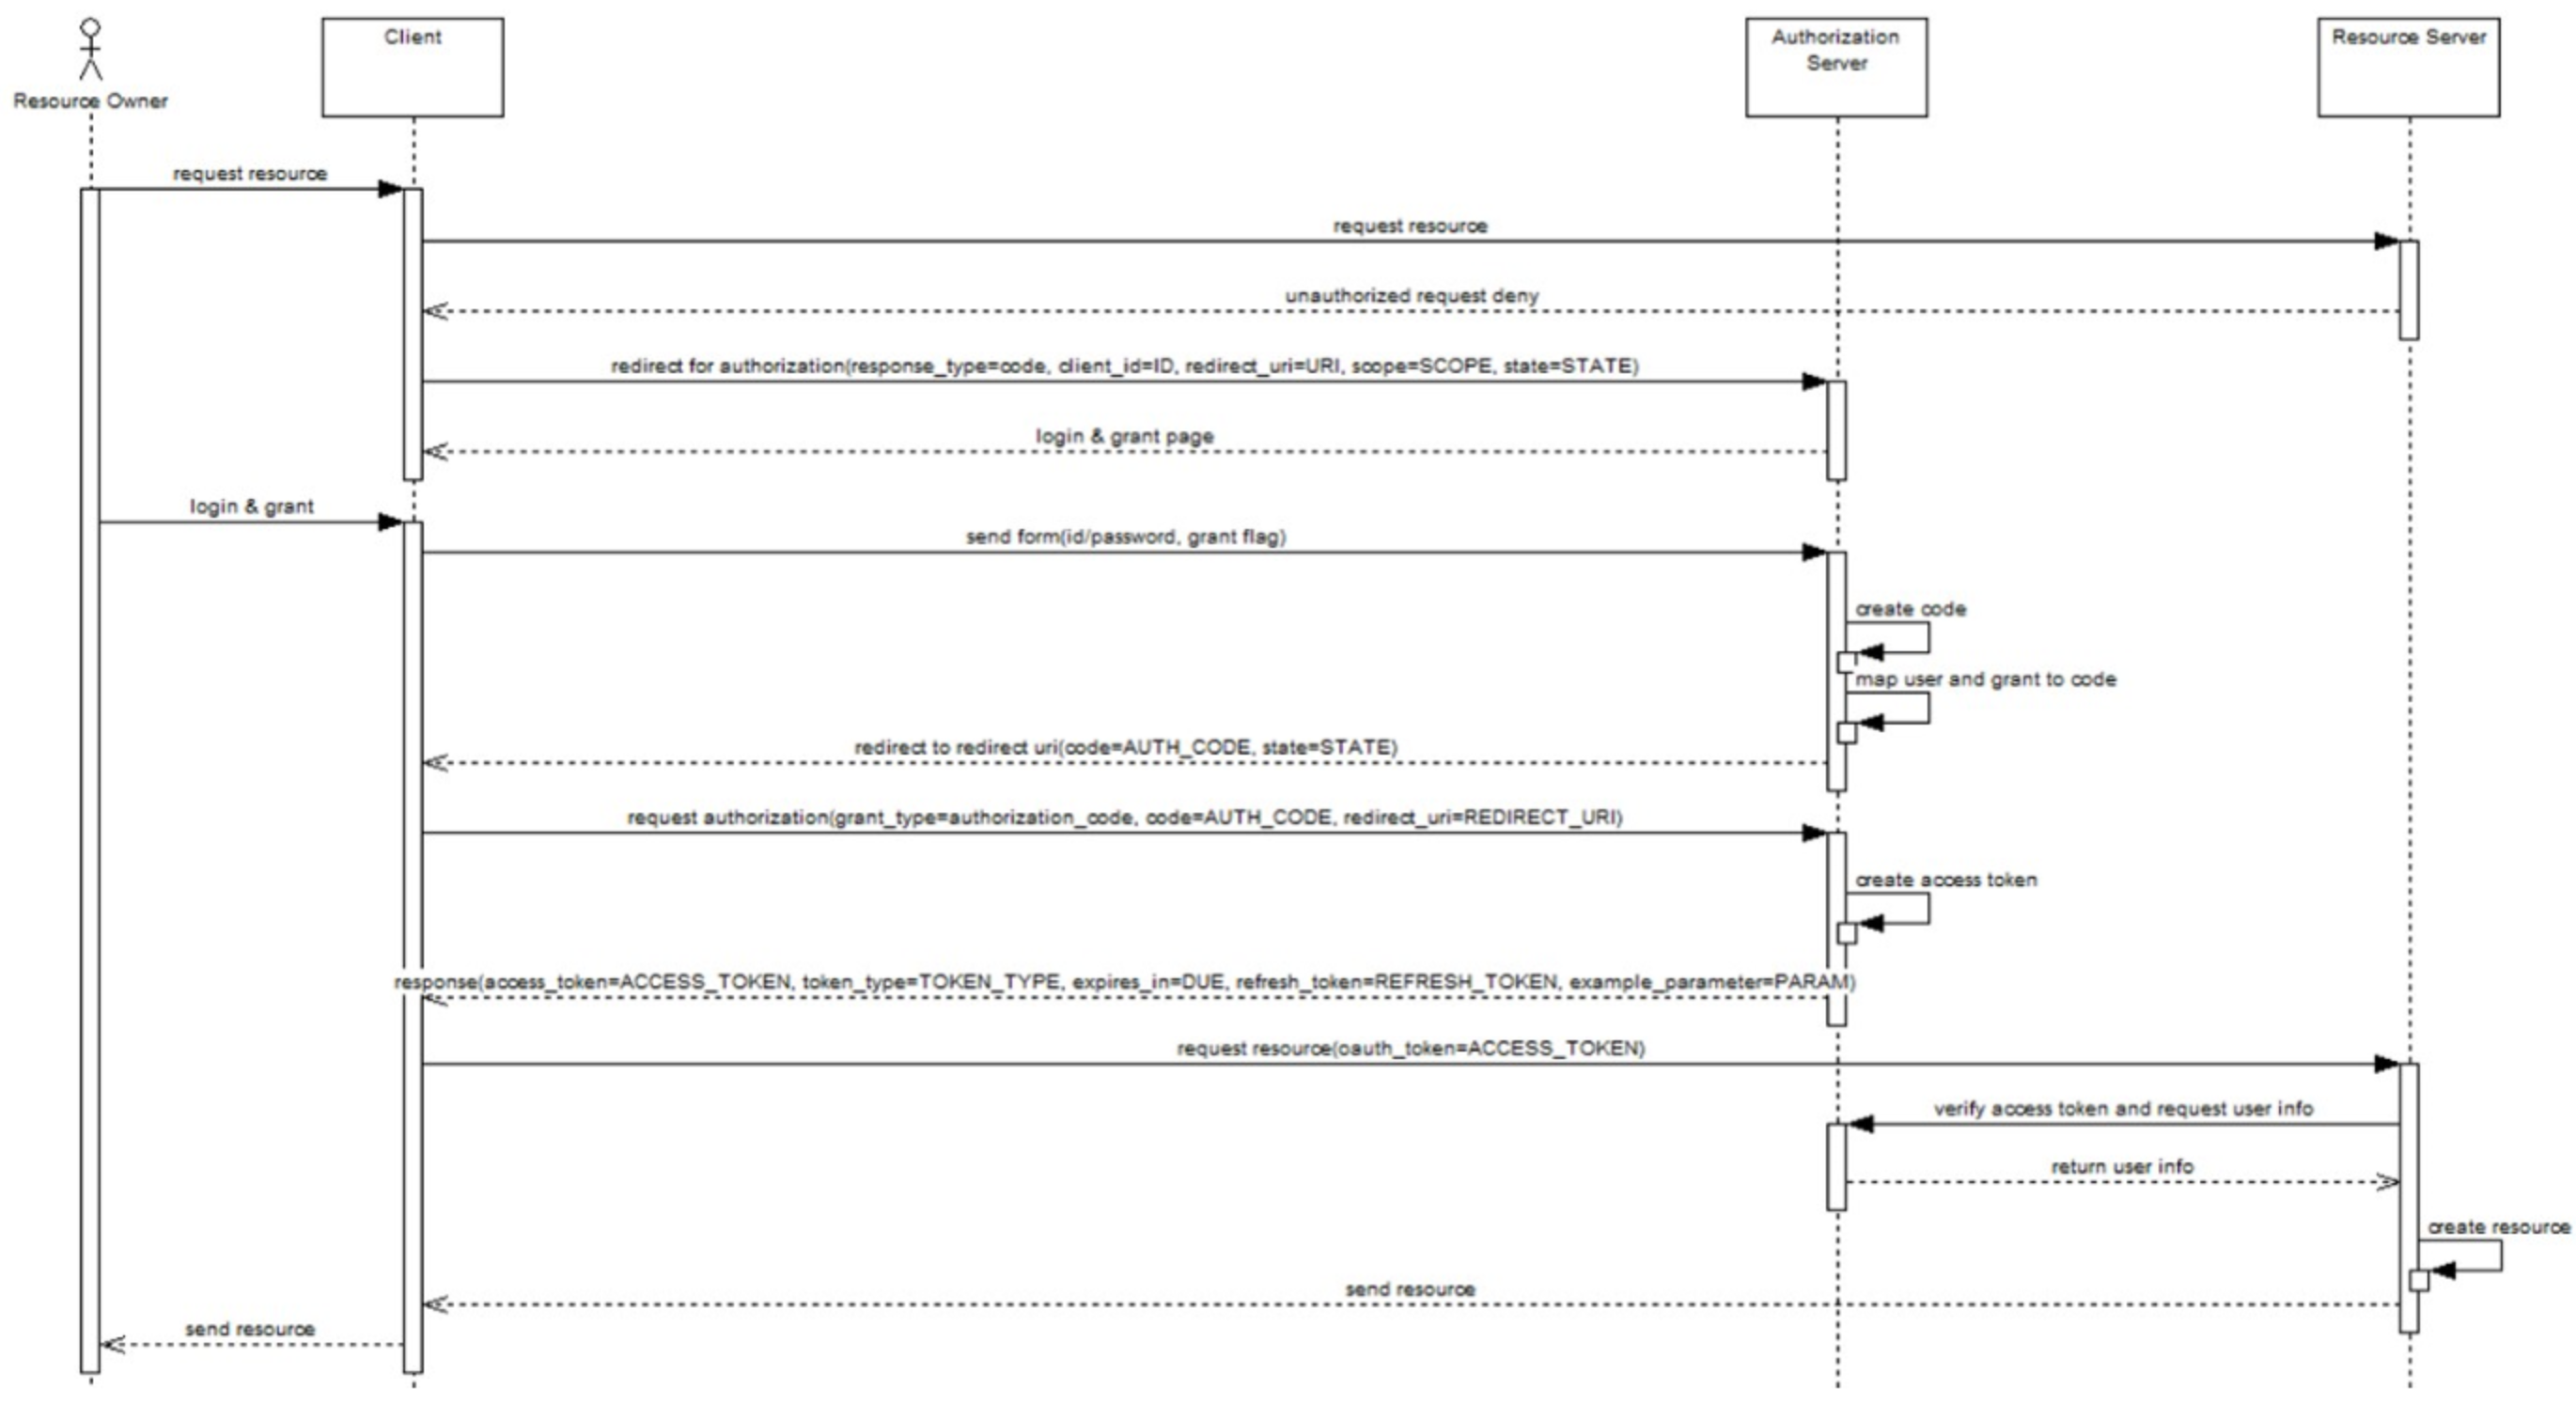 Client
Authorization
Server
Resource Server
Resource Owner
request resource
request resource
unauthorized request deny
redirect for authorization(response_type=code, client_id=ID, redirect_uri=URI, scope=SCOPE, state=STATE)
login & grant page
login & grant
send form(id/password, grant flag)
create code
map user and grant to code
redirect to redirect uri(code=AUTH_CODE, state=STATE)
request authorization(grant_type=authorization_code, code=AUTH_CODE, redirect_uri=REDIRECT_URI)
create access token
response(access_token=ACCESS_TOKEN, token_type=TOKEN_TYPE, expires_in=DUE, refresh_token=REFRESH_TOKEN, example_parameter=PARAM)
request resource(oauth_token=ACCESS_TOKEN)
verify access token and request user info
return user info
create resource
send resource
send resource